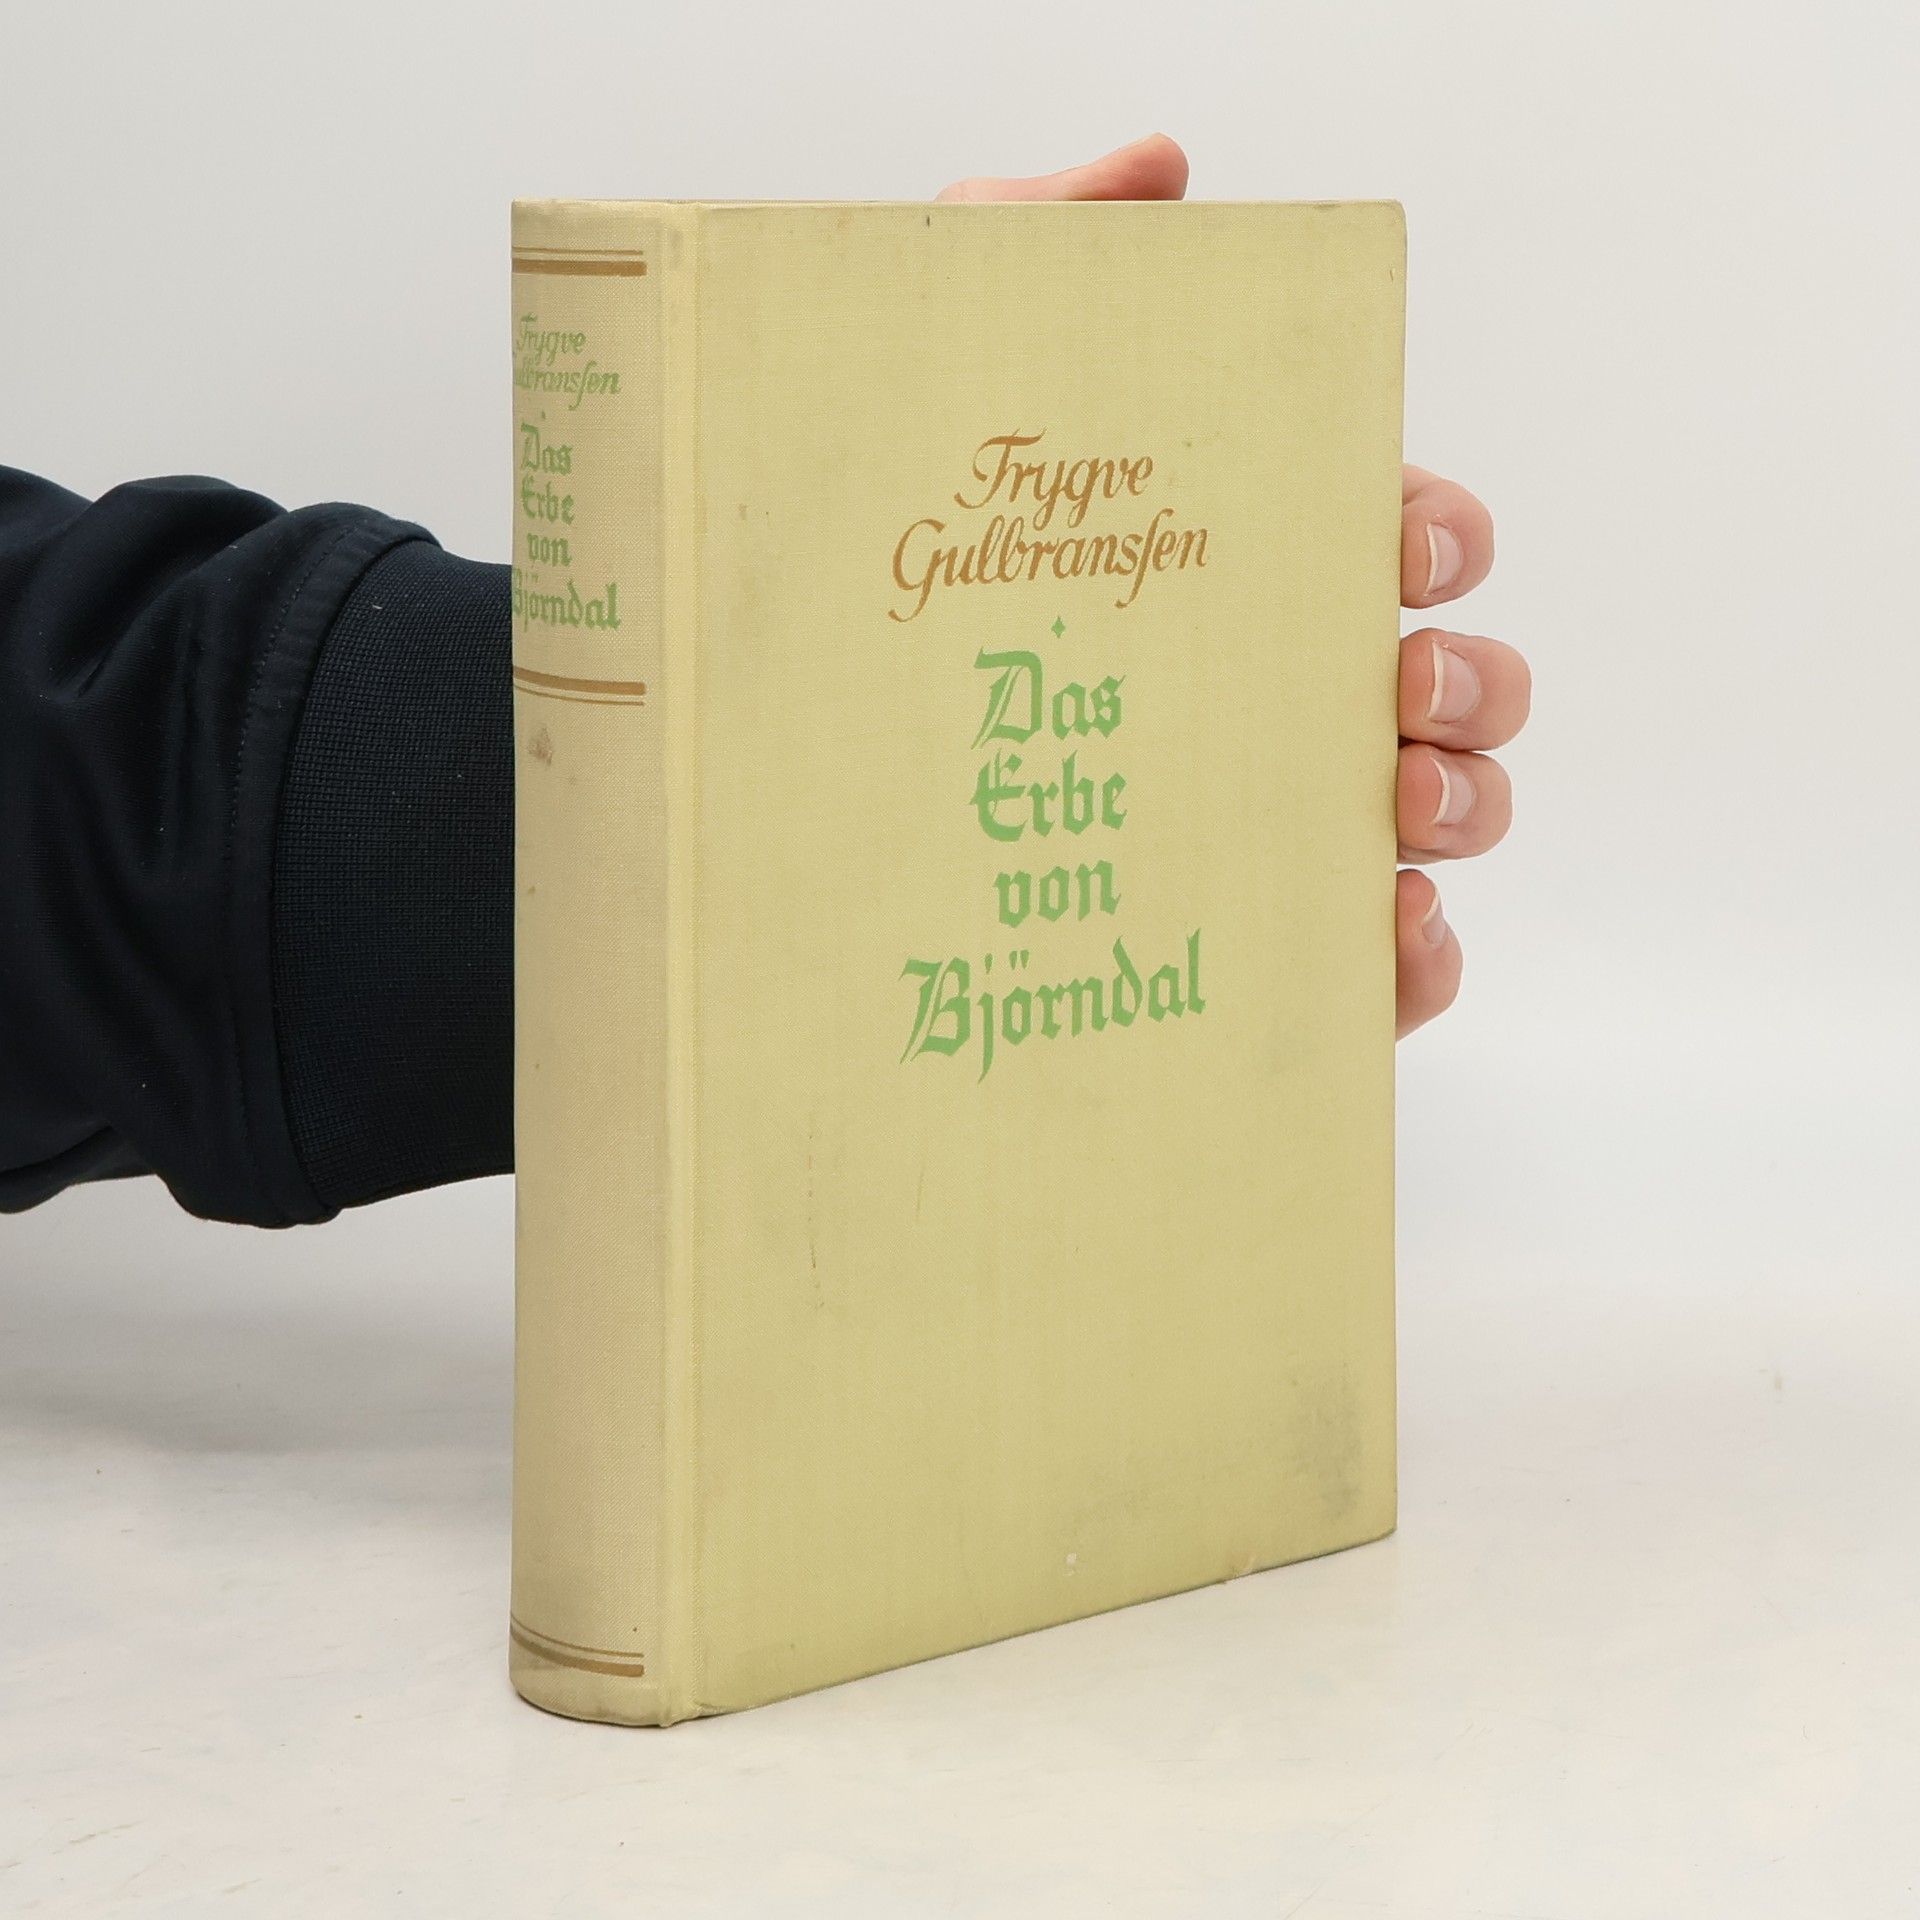 Trygve
Gulbranssen
Das
Erbe
von
Björndal
Trygve
Gulbranssen
Das
Erbe
von
Björndal